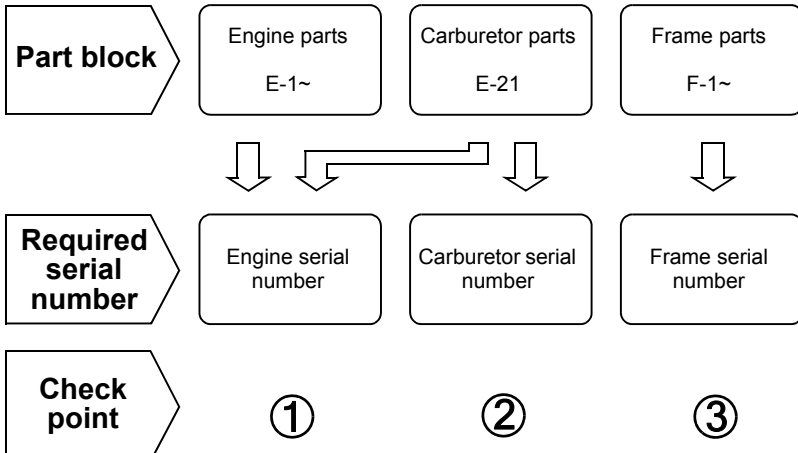 Part block
Engine parts
E-1~
Carburetor parts
E-21
Frame parts
F-1~
Required
serial
number
Engine serial
number
Carburetor serial
number
Frame serial
number
Check
point
①
②
③